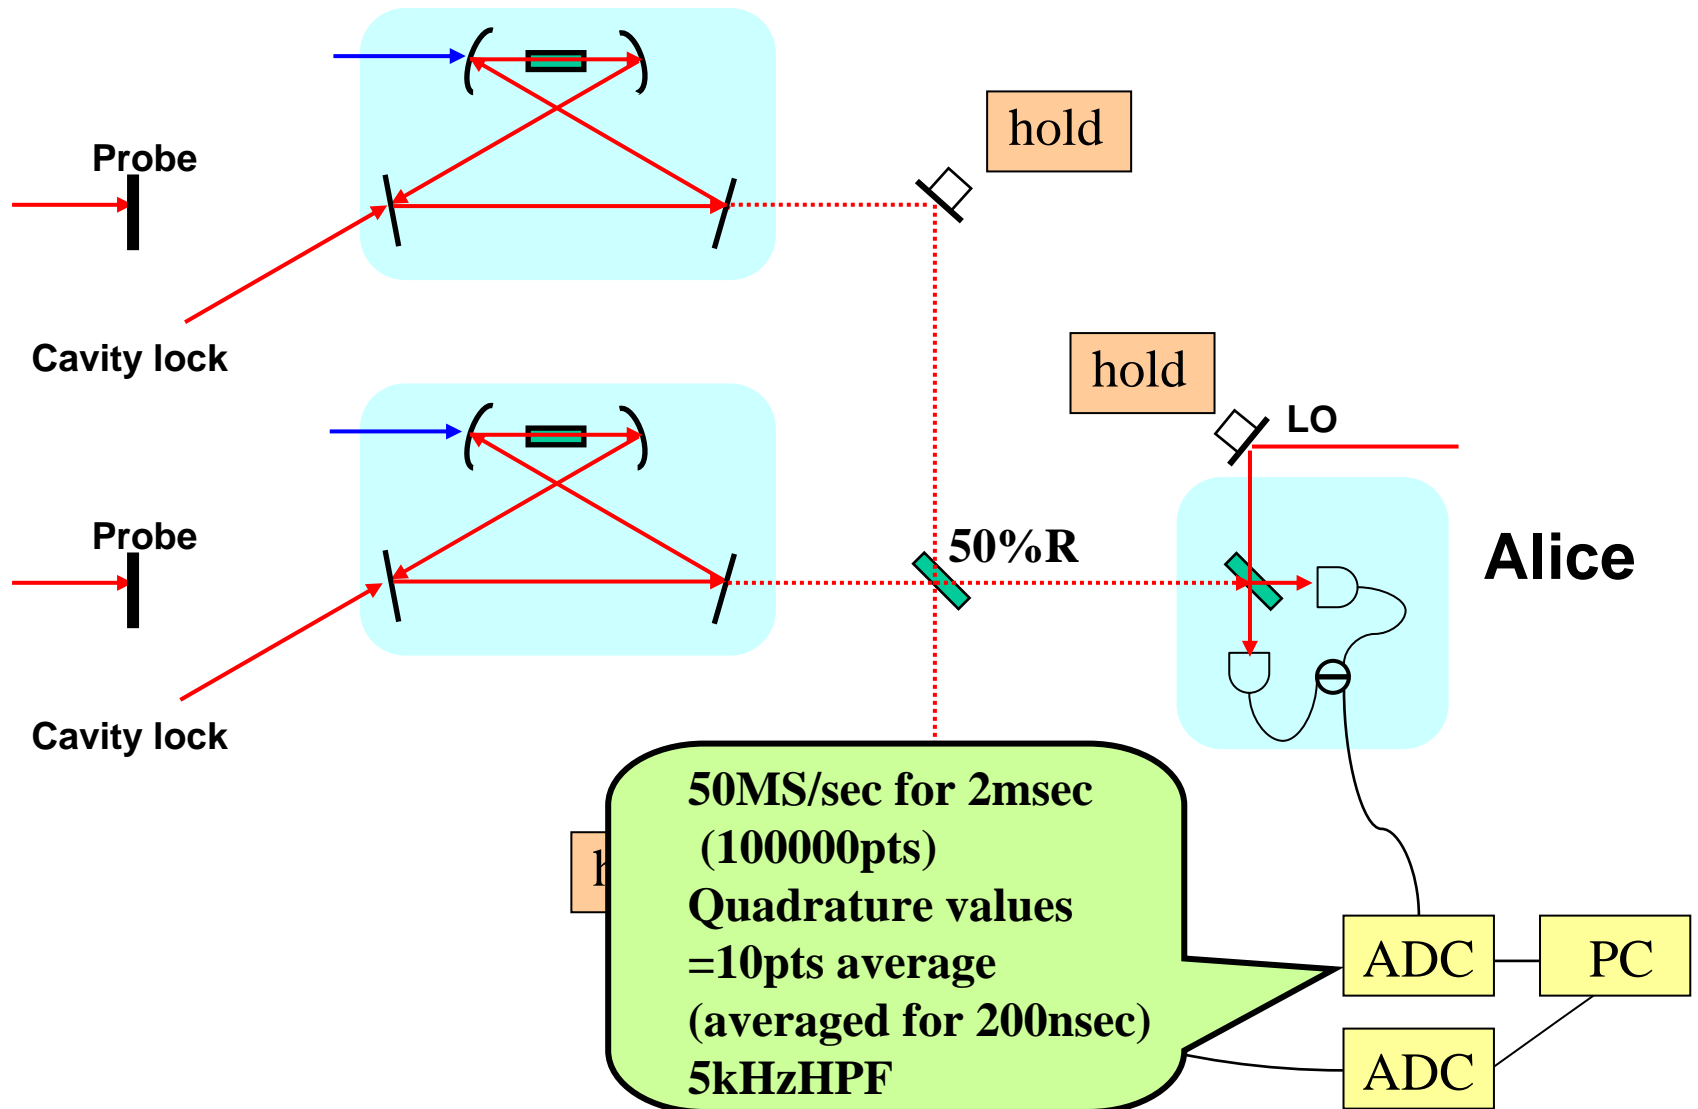 hold
Probe
Cavity lock
hold
LO
50%R
Alice
Probe
Cavity lock
50MS/sec for 2msec
(100000pts)
Quadrature values
=10pts average
(averaged for 200nsec)
5kHzHPF
ADC
PC
ADC